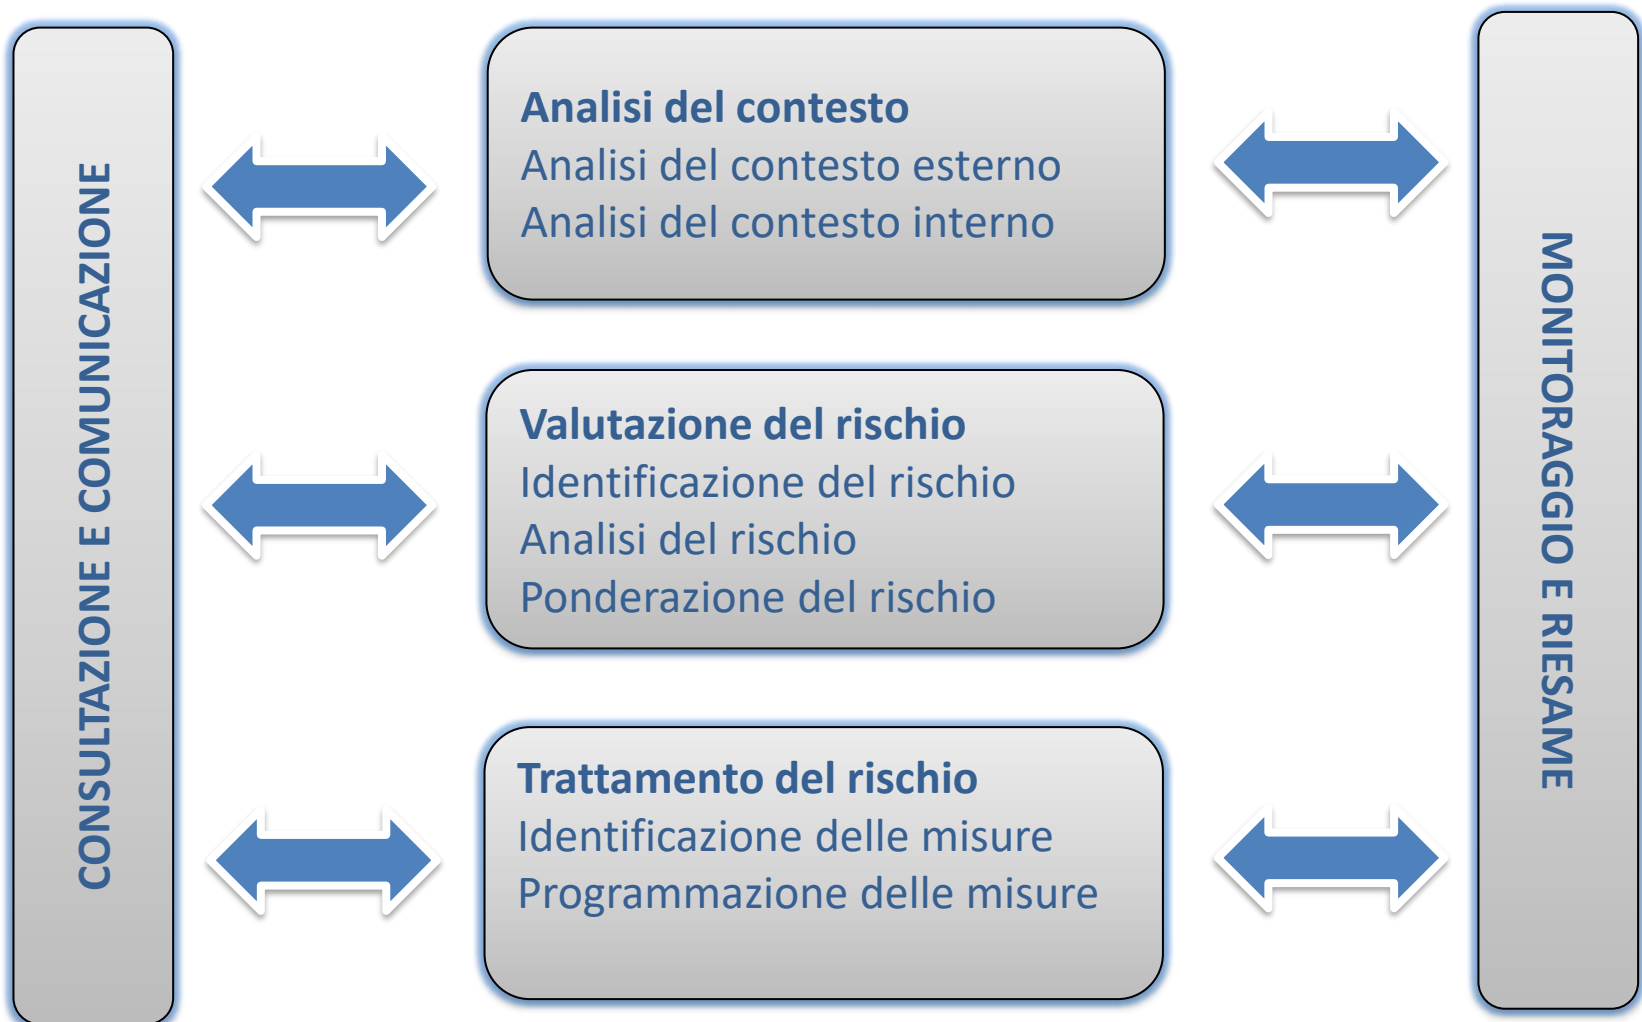 CONSULTAZIONE E COMUNICAZIONE
Analisi del contesto
Analisi del contesto esterno
Analisi del contesto interno
Valutazione del rischio
Identificazione del rischio
Analisi del rischio
Ponderazione del rischio
Trattamento del rischio
Identificazione delle misure
Programmazione delle misure
MONITORAGGIO E RIESAME